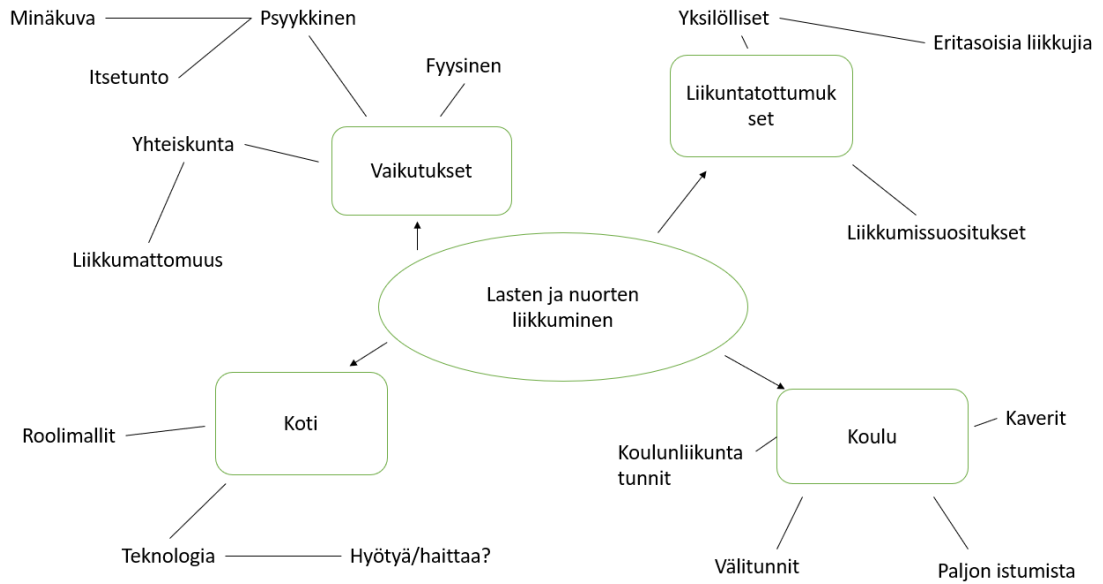 Minäkuva
Psyykkinen
Itsetunto
Fyysinen
Yhteiskunta
Vaikutukset
Liikkumattomuus
Yksilölliset
Eritasoisia liikkujia
Liikuntatottumuk
set
Liikkumissuositukset
Lasten ja nuorten
liikkuminen
Koti
Roolimallit
Teknologia
Hyötyä/haittaa?
Koulu
Kaverit
Koulunliikunta
tunnit
Välitunnit
Paljon istumista